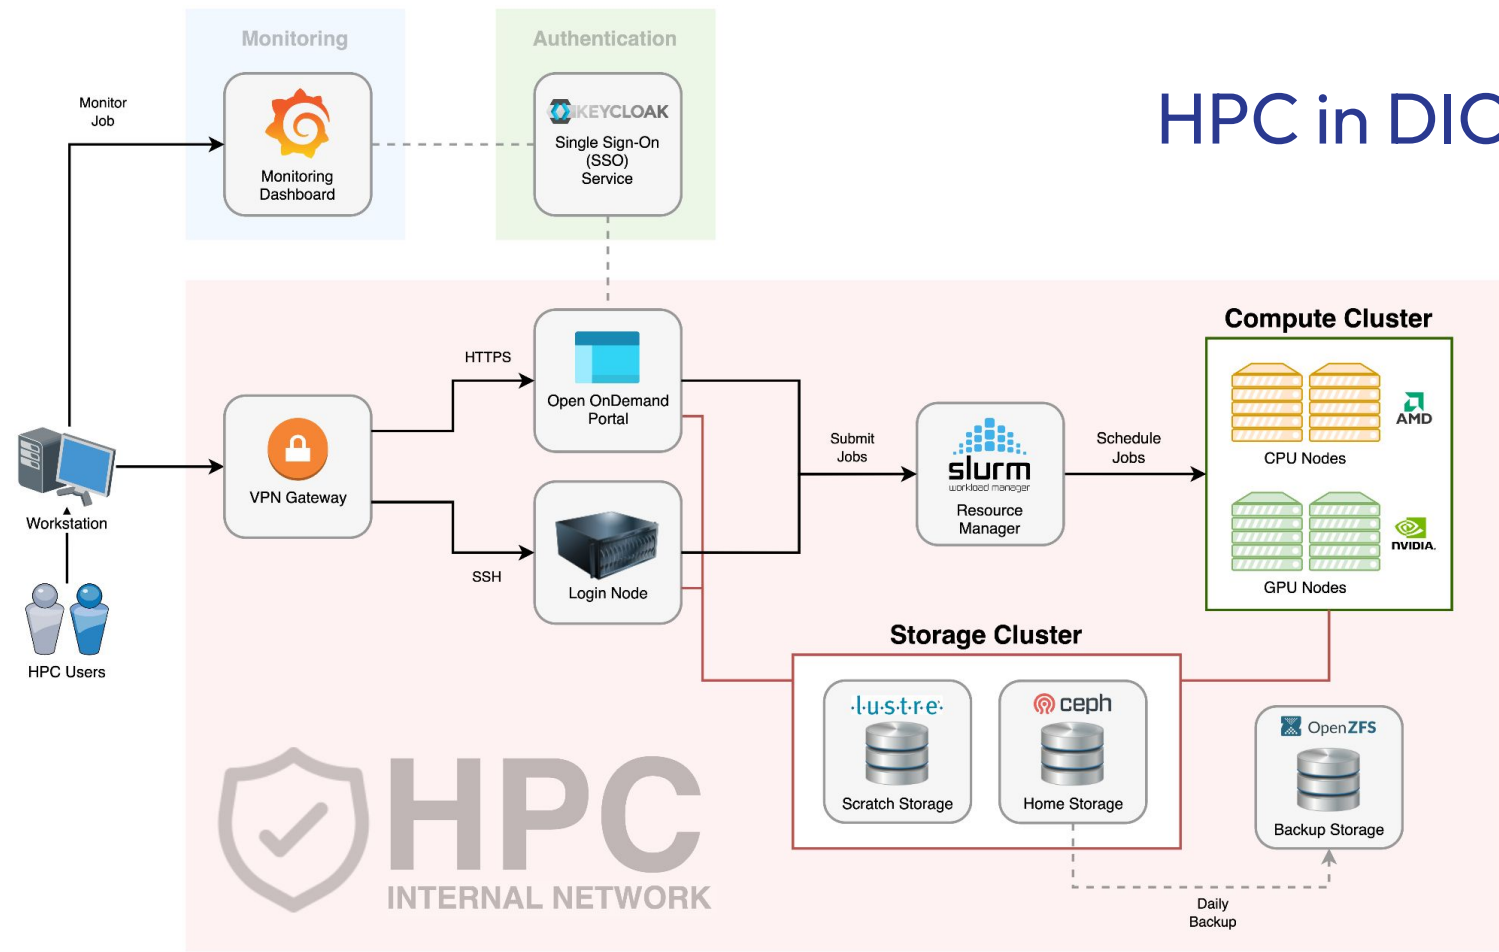 Monitoring
Authentication
HPC in DIC
Monitor
Job
Monitoring
Dashboard
KEYCLOAK
Single Sign-On
(SSO)
Service
HTTPS
Open OnDemand
Portal
VPN Gateway
SSH
Login Node
Workstation
HPC Users
Submit
Jobs
slurm
workload manager
Resource
Manager
Schedule
Jobs
Compute Cluster
AMD
CPU Nodes
NVIDIA.
GPU Nodes
Storage Cluster
·l·u·s·t·r·e·
Scratch Storage
ceph
Home Storage
OpenZFS
Backup Storage
Daily
Backup
HPC
INTERNAL NETWORK